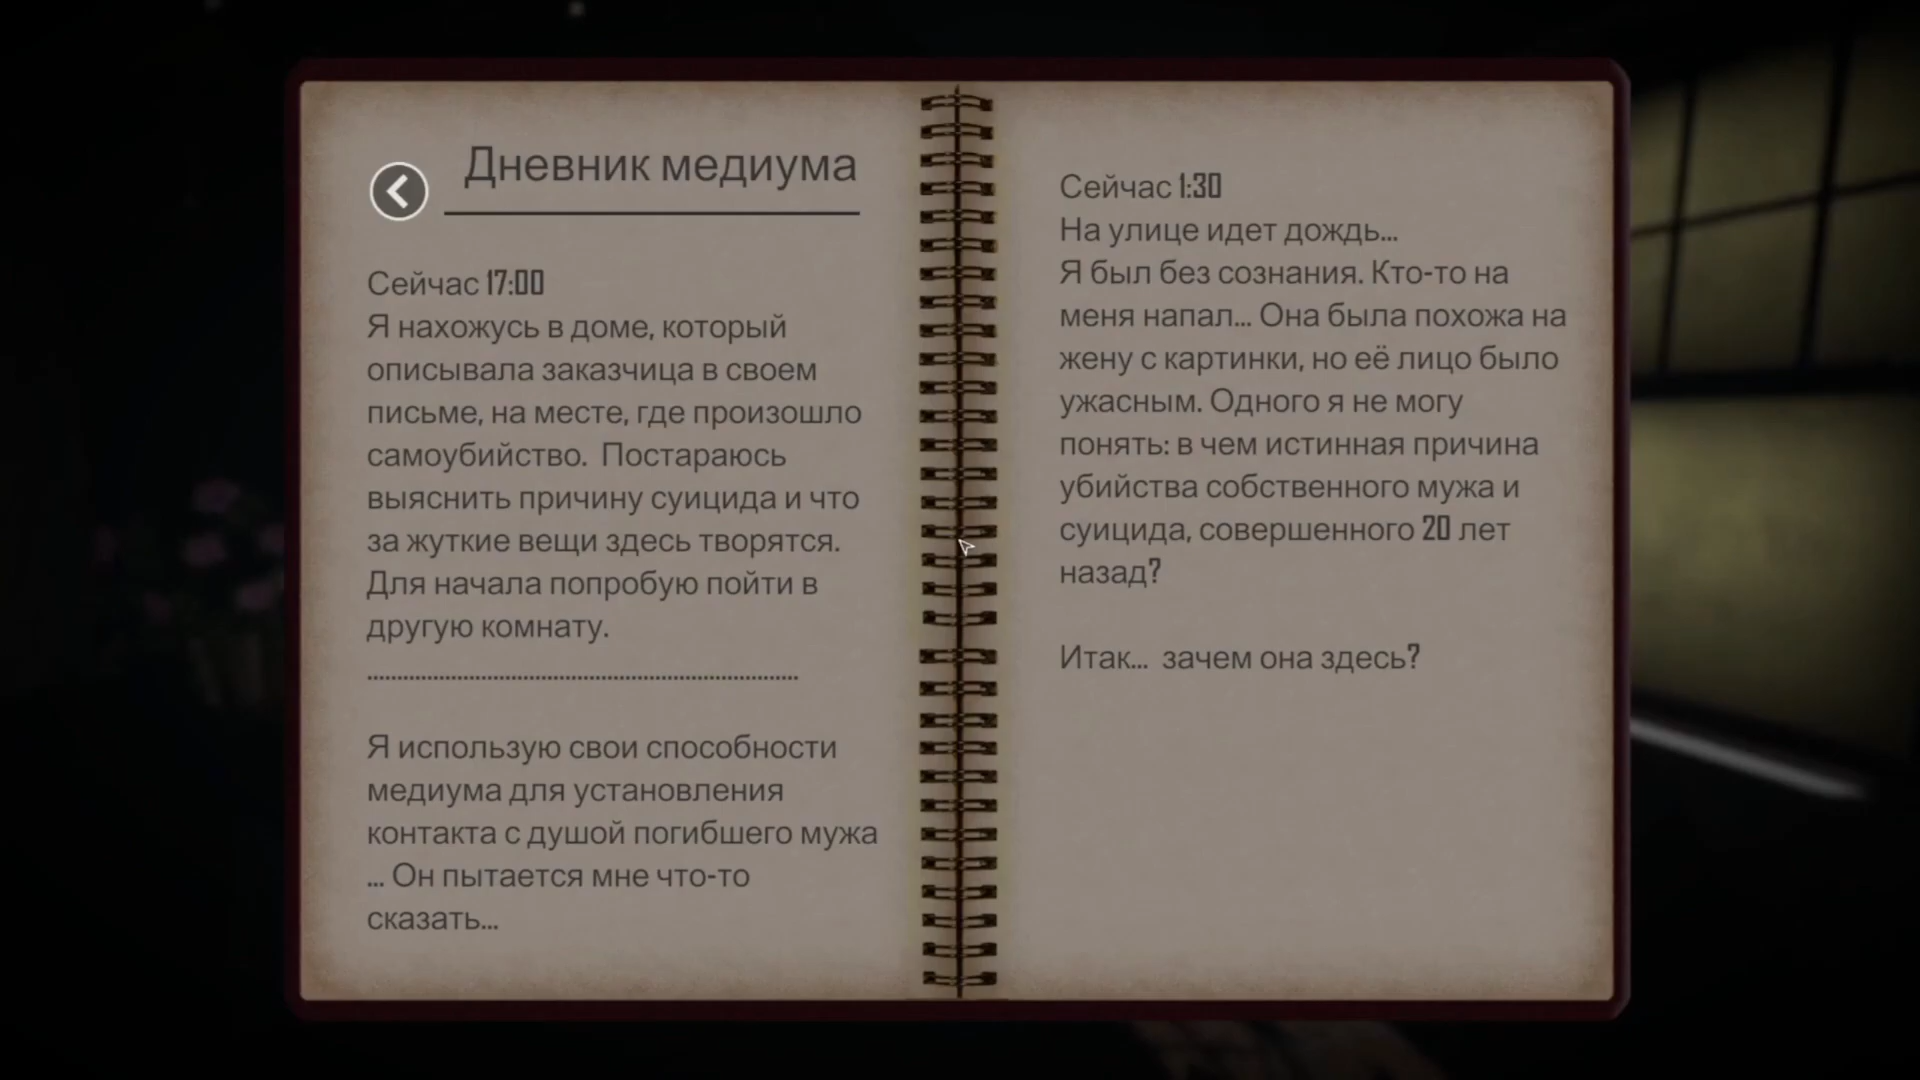 Дневник медиума
Сейчас 17:00
Я нахожусь в доме, который
описывала заказчица в своем
письме, на месте, где произошло
самоубийство.  Постараюсь
выяснить причину суицида и что
за жуткие вещи здесь творятся.
Для начала попробую пойти в
другую комнату.
........................................................................
Я использую свои способности
медиума для установления
контакта с душой погибшего мужа
... Он пытается мне что-то
сказать...
Сейчас 1:30
На улице идет дождь...
Я был без сознания. Кто-то на
меня напал... Она была похожа на
жену с картинки, но её лицо было
ужасным. Одного я не могу
понять: в чем истинная причина
убийства собственного мужа и
суицида, совершенного 20 лет
назад?
Итак...  зачем она здесь?